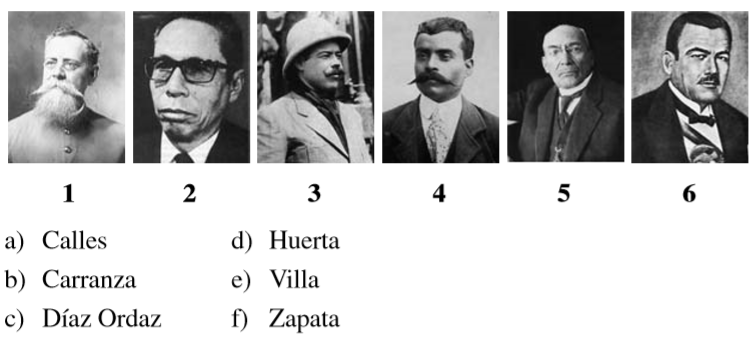 1 2 3 4 5 6
a) Calles d) Huerta
b) Carranza e) Villa
c) Díaz Ordaz f) Zapata